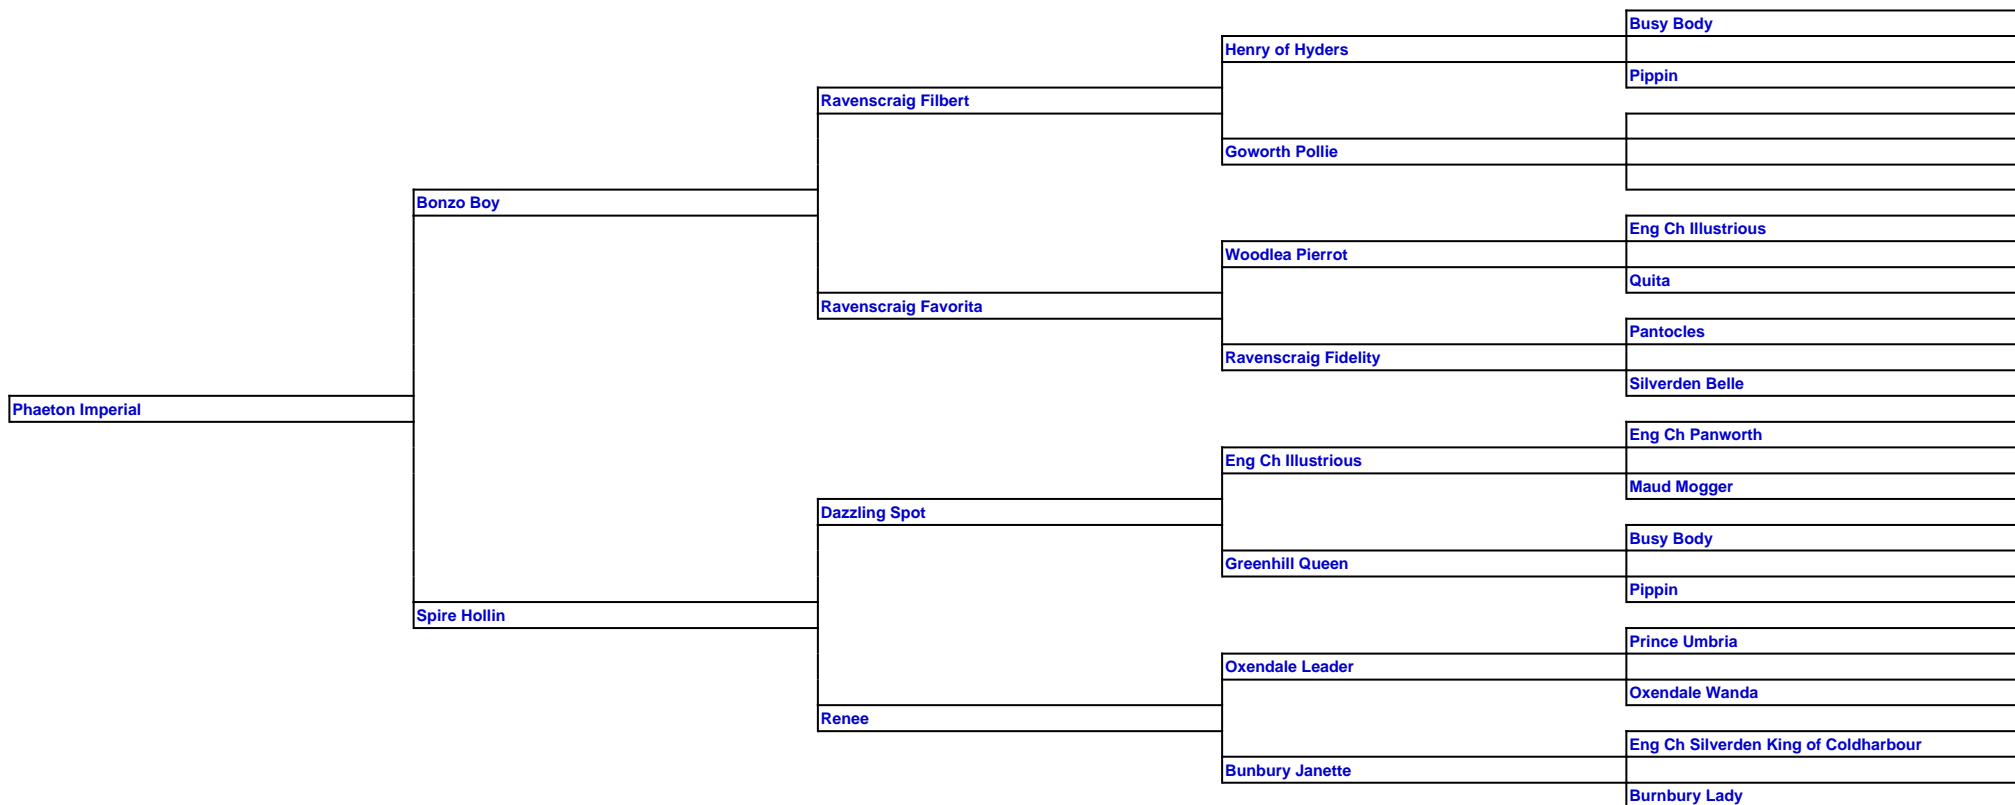 Busy Body
Henry of Hyders
Pippin
Ravenscraig Filbert
Goworth Pollie
Bonzo Boy
Eng Ch Illustrious
Woodlea Pierrot
Quita
Ravenscraig Favorita
Pantocles
Ravenscraig Fidelity
Silverden Belle
Phaeton Imperial
Eng Ch Panworth
Eng Ch Illustrious
Maud Mogger
Dazzling Spot
Busy Body
Greenhill Queen
Pippin
Spire Hollin
Prince Umbria
Oxendale Leader
Oxendale Wanda
Renee
Eng Ch Silverden King of Coldharbour
Bunbury Janette
Burnbury Lady